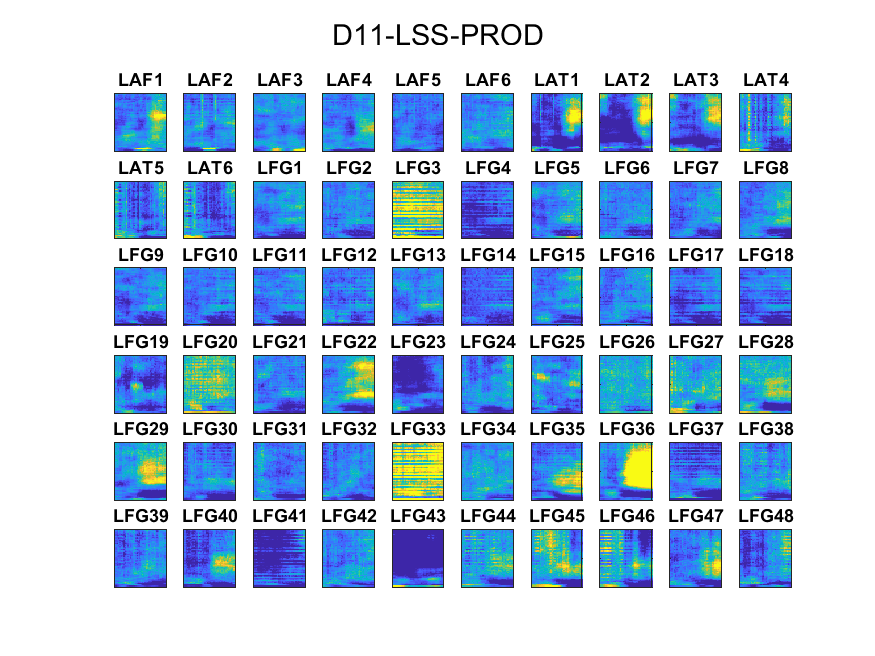 D11-LSS-PROD
LAF1 LAF2 LAF3 LAF4 LAF5 LAF6 LAT1 LAT2 LAT3 LAT4
LAT5 LAT6 LFG1 LFG2 LFG3 LFG4 LFG5 LFG6 LFG7 LFG8
LFG9 LFG10 LFG11 LFG12 LFG13 LFG14 LFG15 LFG16 LFG17 LFG18
LFG19 LFG20 LFG21 LFG22 LFG23 LFG24 LFG25 LFG26 LFG27 LFG28
LFG29 LFG30 LFG31 LFG32 LFG33 LFG34 LFG35 LFG36 LFG37 LFG38
LFG39 LFG40 LFG41 LFG42 LFG43 LFG44 LFG45 LFG46 LFG47 LFG48